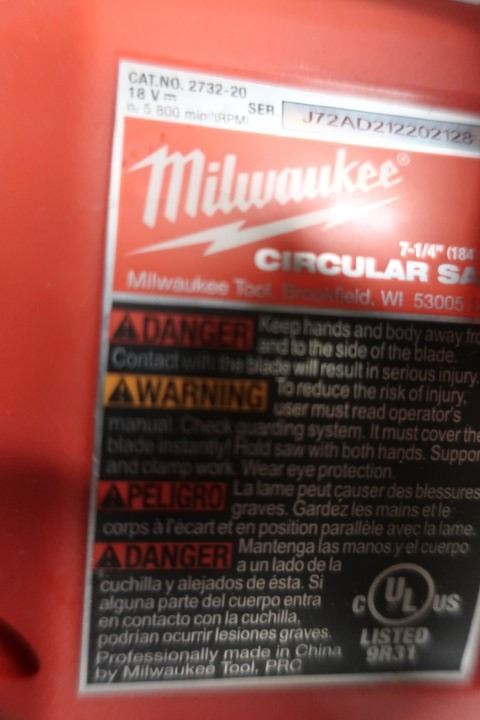 CAT.NO. 2732-20
18 V ⎓
n₀ 5 800 min⁻¹(RPM) SER. J72AD212202128
Milwaukee®
7-1/4" (184
CIRCULAR SA
Milwaukee Tool, Brookfield, WI 53005
DANGER Keep hands and body away fro
and to the side of the blade.
Contact with the blade will result in serious injury.
WARNING To reduce the risk of injury,
user must read operator's
manual. Check guarding system. It must cover the
blade instantly! Hold saw with both hands. Suppor
and clamp work. Wear eye protection.
PELIGRO La lame peut causer des blessures
graves. Gardez les mains et le
corps à l'écart et en position parallèle avec la lame.
DANGER Mantenga las manos y el cuerpo
a un lado de la
cuchilla y alejados de ésta. Si
alguna parte del cuerpo entra
en contacto con la cuchilla,
podrían ocurrir lesiones graves.
Professionally made in China
by Milwaukee Tool, PRC
C UL US
LISTED
9R31